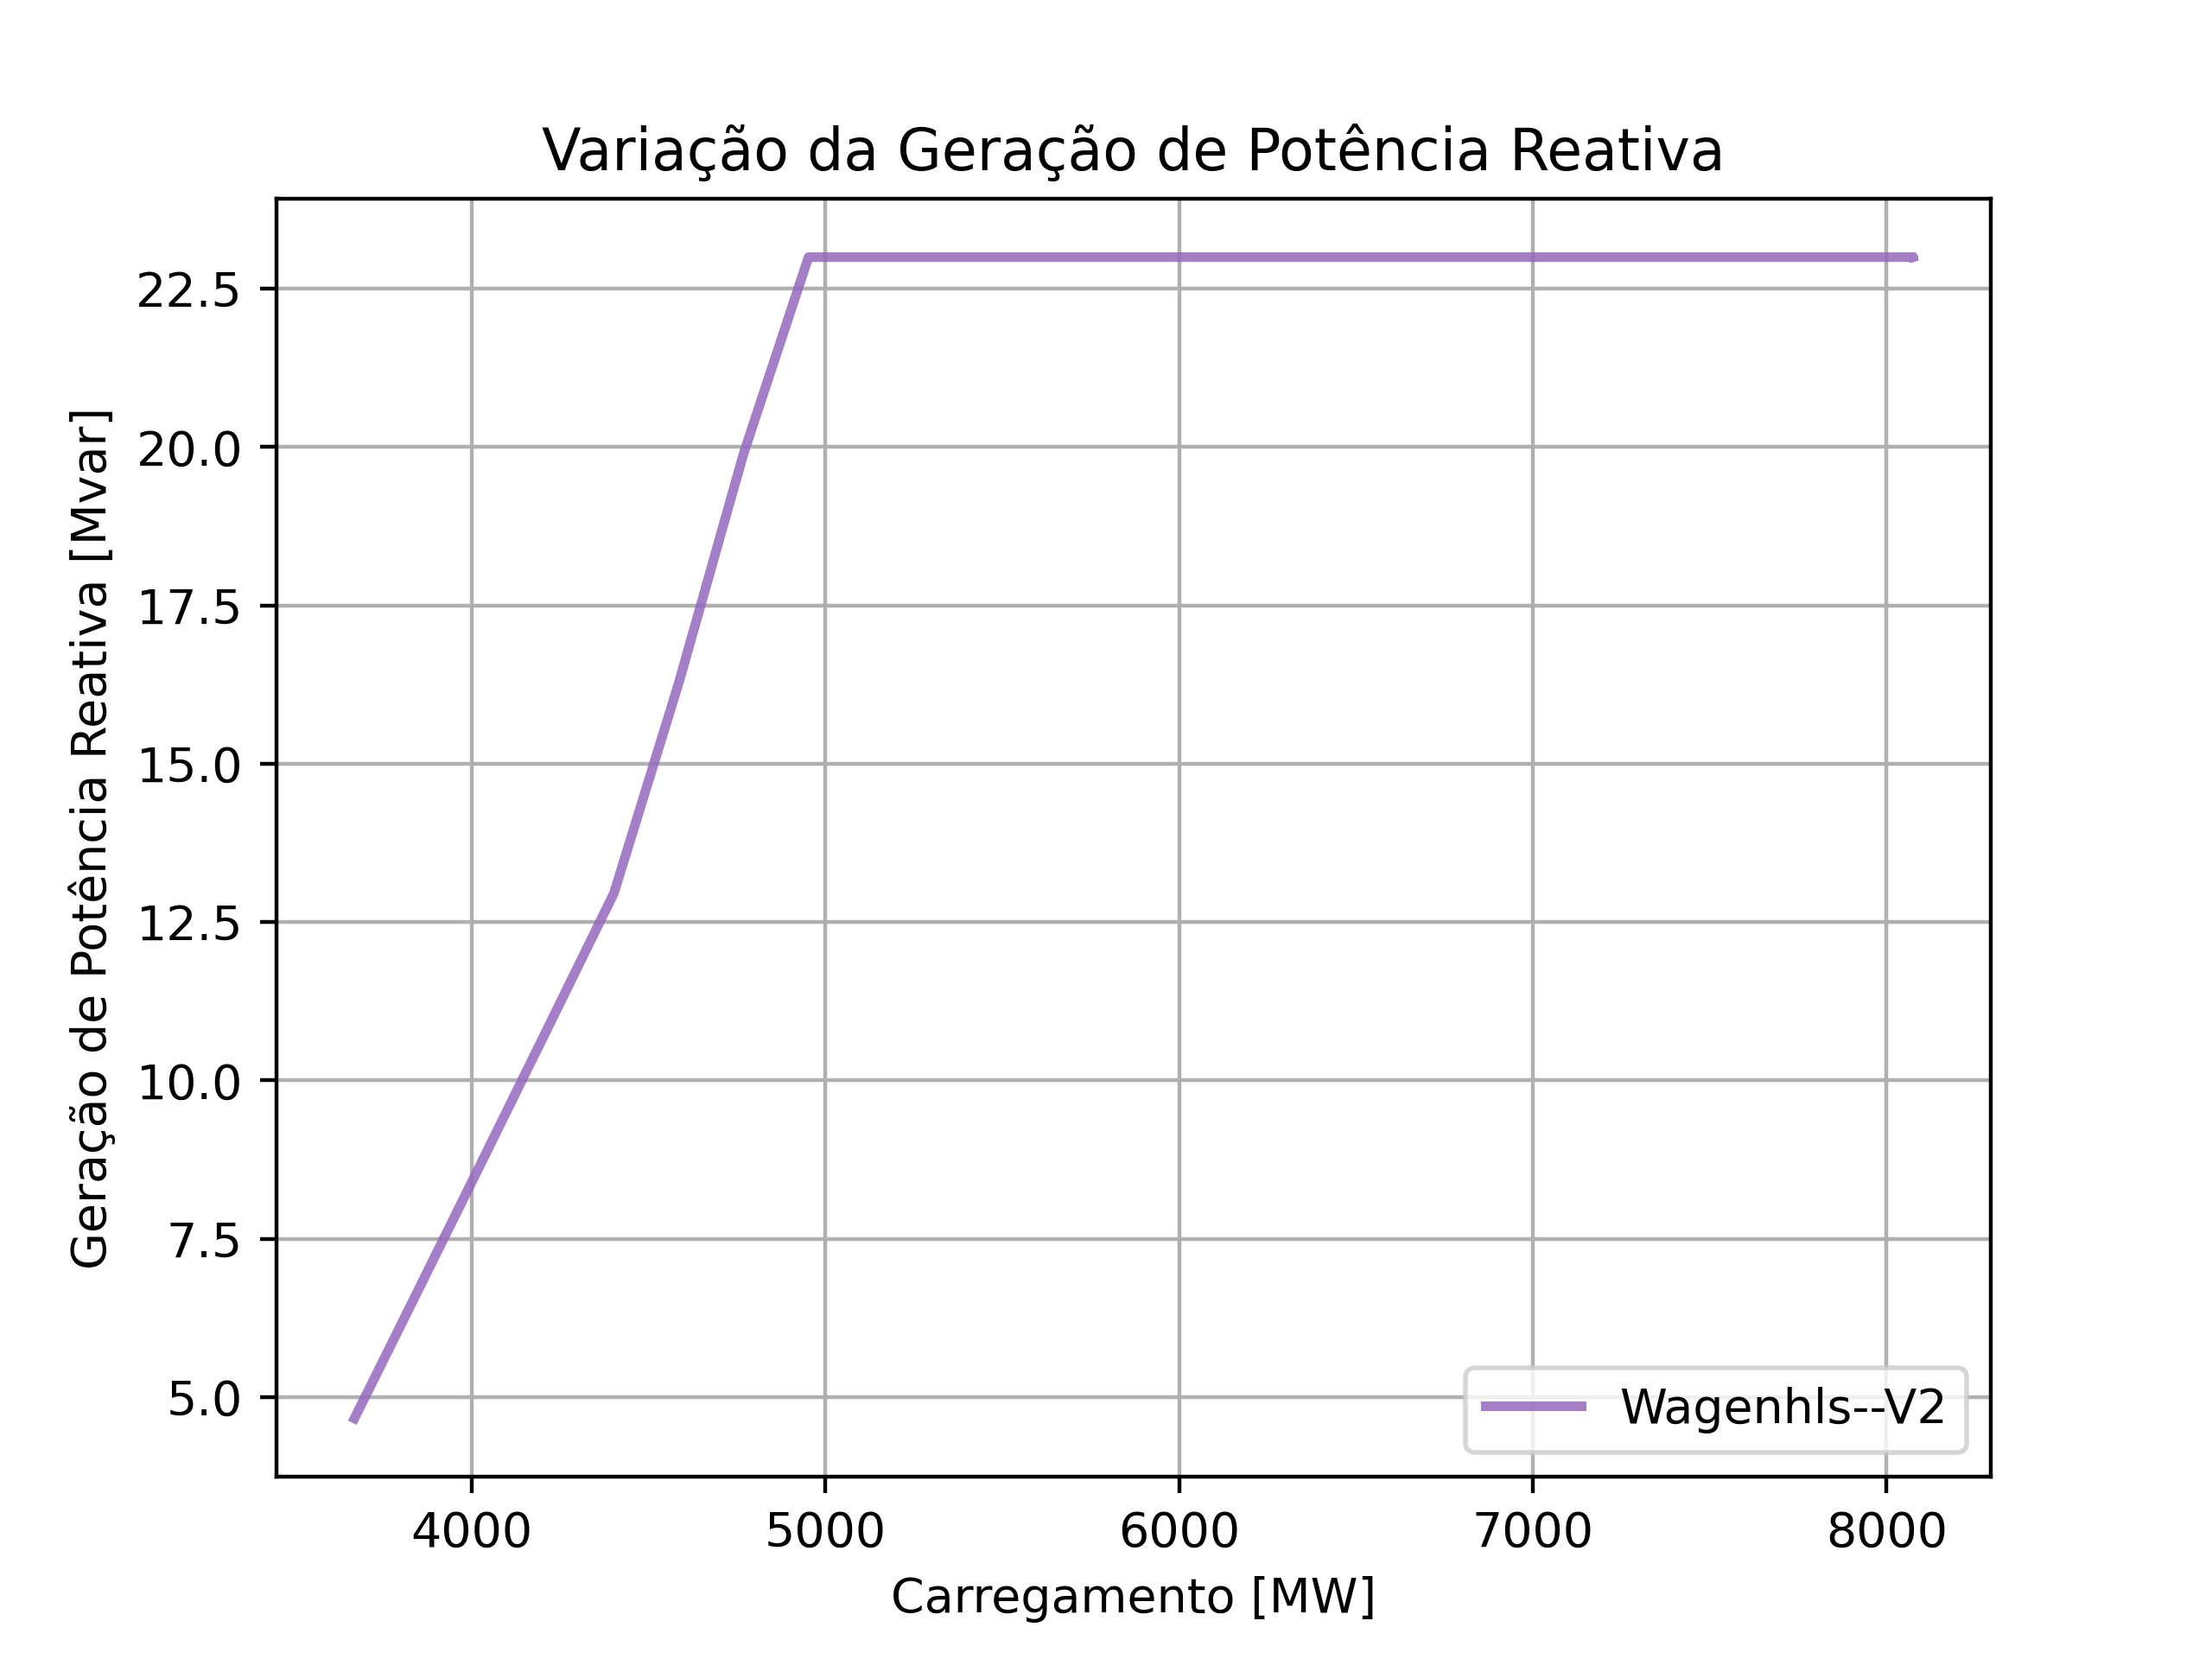 Variação da Geração de Potência Reativa
Geração de Potência Reativa [Mvar]
22.5
20.0
17.5
15.0
12.5
10.0
7.5
5.0
Wagenhls--V2
4000 5000 6000 7000 8000
Carregamento [MW]